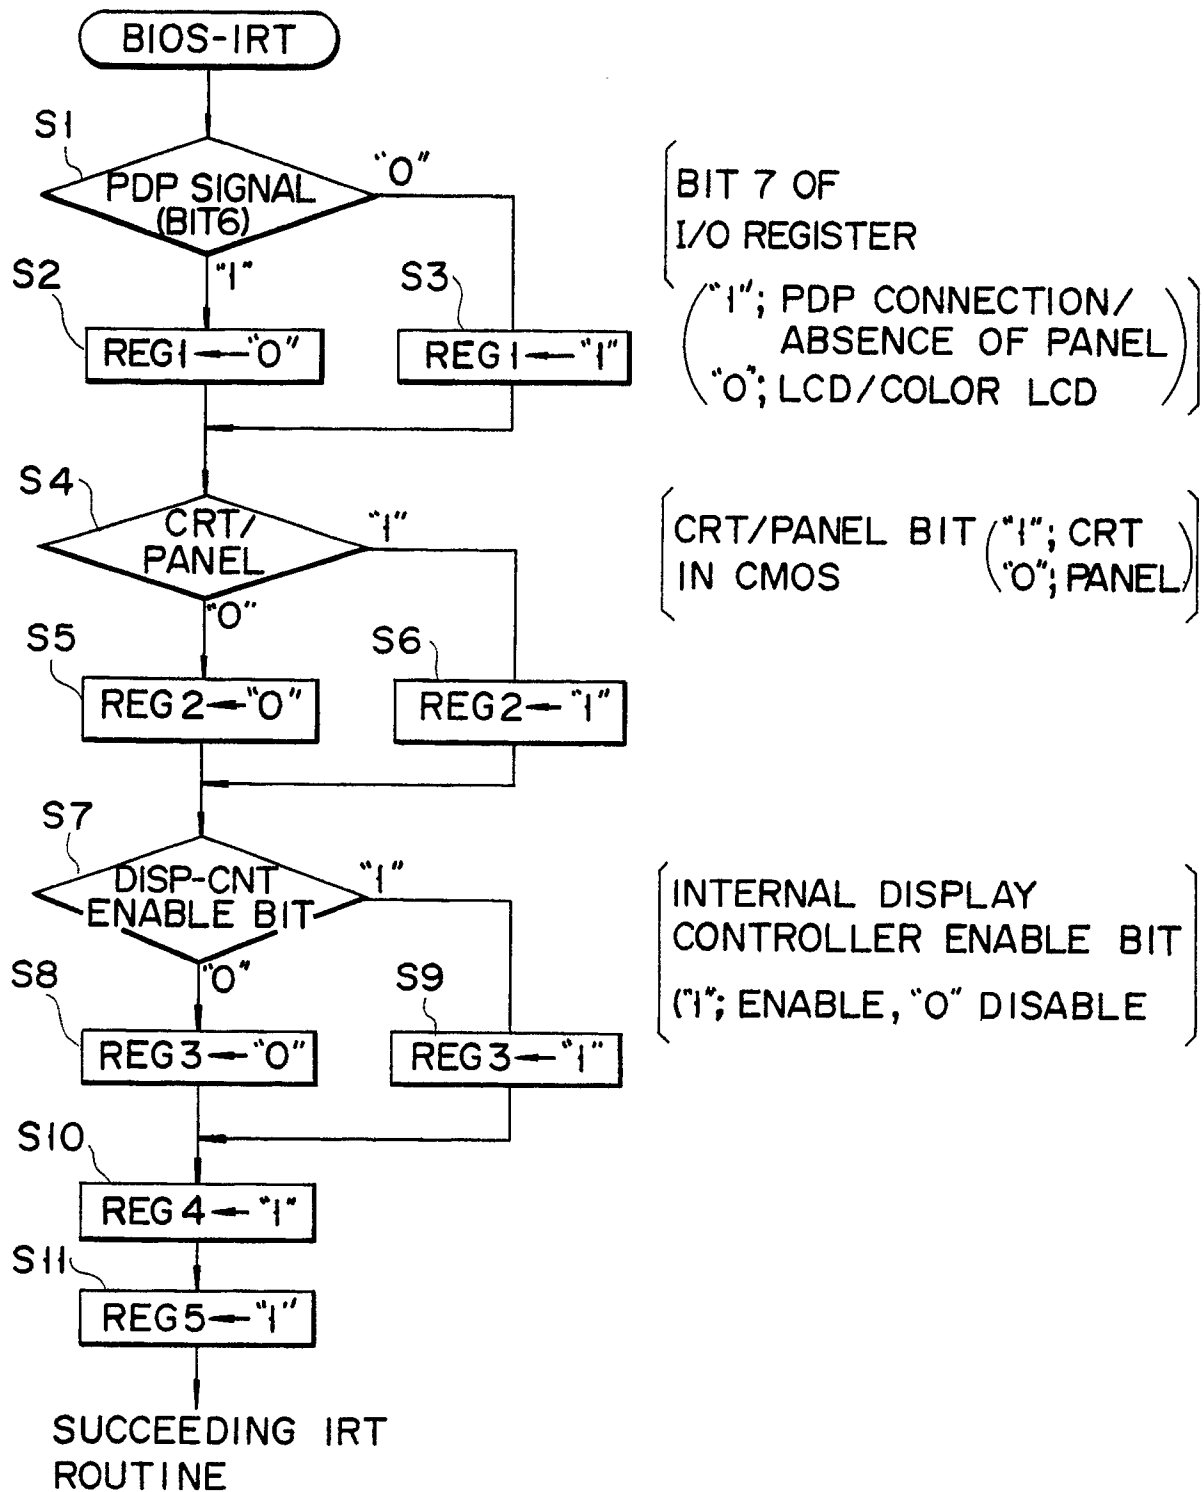 BIOS-IRT
S1
PDP SIGNAL
(BIT6)
"0"
"1"
BIT 7 OF
I/O REGISTER
("1"; PDP CONNECTION/
ABSENCE OF PANEL
"0"; LCD/COLOR LCD)
S2
REG1←"0"
S3
REG1←"1"
S4
CRT/
PANEL
"1"
"0"
CRT/PANEL BIT ("1"; CRT
IN CMOS "0"; PANEL)
S5
REG2←"0"
S6
REG2←"1"
S7
DISP-CNT
ENABLE BIT
"1"
"0"
INTERNAL DISPLAY
CONTROLLER ENABLE BIT
("1"; ENABLE, "0" DISABLE
S8
REG3←"0"
S9
REG3←"1"
S10
REG4←"1"
S11
REG5←"1"
SUCCEEDING IRT
ROUTINE